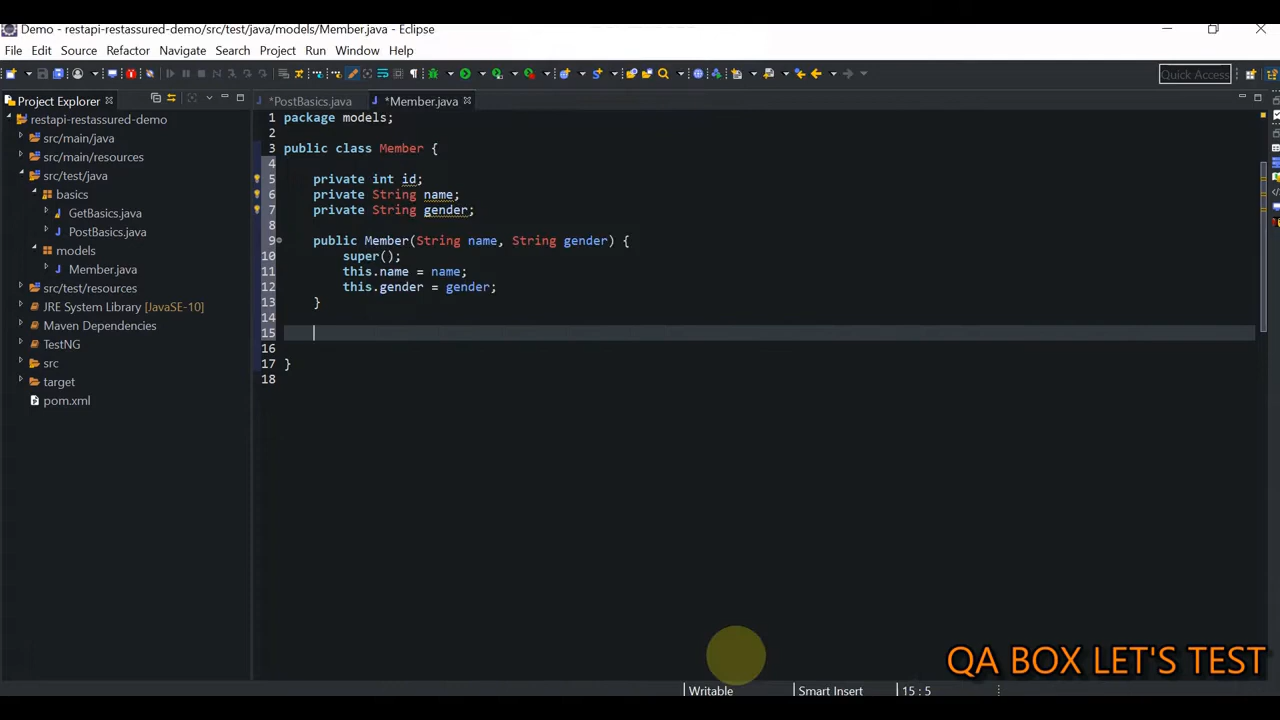 Demo - restapi-restassured-demo/src/test/java/models/Member.java - Eclipse
File Edit Source Refactor Navigate Search Project Run Window Help
Quick Access
Project Explorer
*PostBasics.java
*Member.java
restapi-restassured-demo
src/main/java
src/main/resources
src/test/java
basics
GetBasics.java
PostBasics.java
models
Member.java
src/test/resources
JRE System Library [JavaSE-10]
Maven Dependencies
TestNG
src
target
pom.xml
1 package models;
2
3 public class Member {
4
5 private int id;
6 private String name;
7 private String gender;
8
9 public Member(String name, String gender) {
10 super();
11 this.name = name;
12 this.gender = gender;
13 }
14
15
16
17 }
18
QA BOX LET'S TEST
Writable Smart Insert 15 : 5